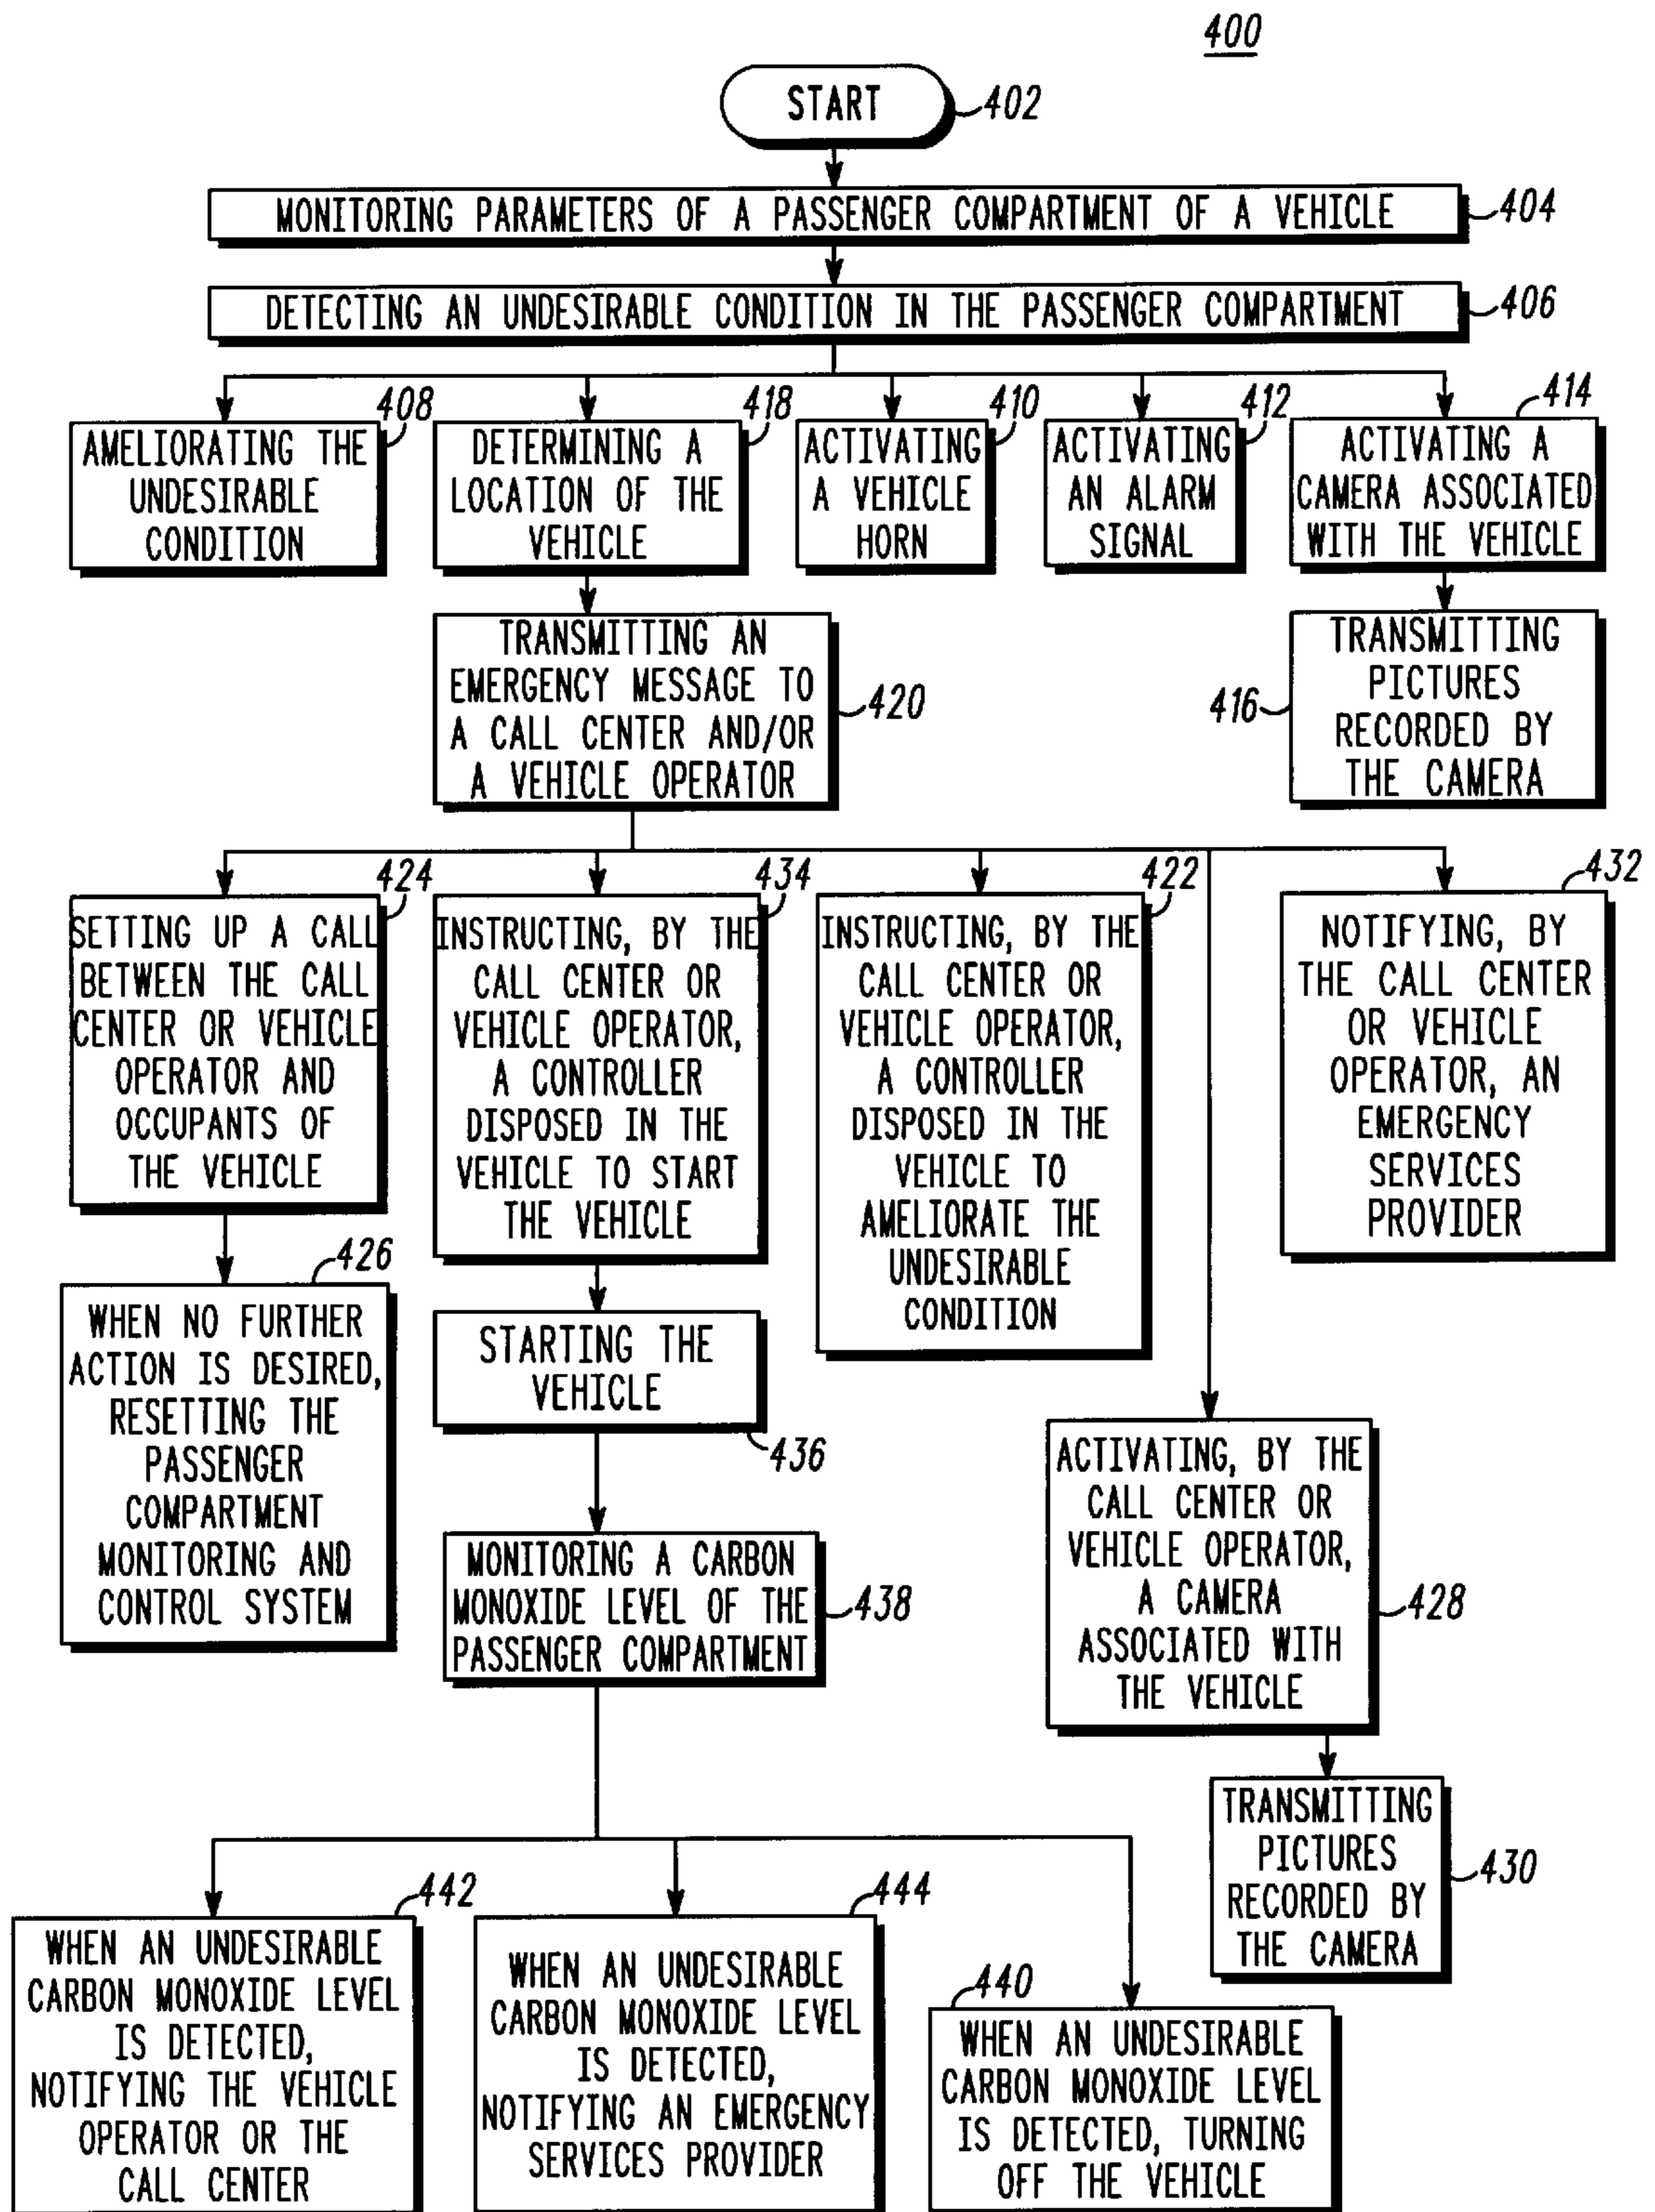 400
START
402
MONITORING PARAMETERS OF A PASSENGER COMPARTMENT OF A VEHICLE
404
DETECTING AN UNDESIRABLE CONDITION IN THE PASSENGER COMPARTMENT
406
408
AMELIORATING THE
UNDESIRABLE
CONDITION
418
DETERMINING A
LOCATION OF THE
VEHICLE
410
ACTIVATING
A VEHICLE
HORN
412
ACTIVATING
AN ALARM
SIGNAL
414
ACTIVATING A
CAMERA ASSOCIATED
WITH THE VEHICLE
TRANSMITTING AN
EMERGENCY MESSAGE TO
A CALL CENTER AND/OR
A VEHICLE OPERATOR
420
416
TRANSMITTING
PICTURES
RECORDED BY
THE CAMERA
424
SETTING UP A CALL
BETWEEN THE CALL
CENTER OR VEHICLE
OPERATOR AND
OCCUPANTS OF
THE VEHICLE
434
INSTRUCTING, BY THE
CALL CENTER OR
VEHICLE OPERATOR,
A CONTROLLER
DISPOSED IN THE
VEHICLE TO START
THE VEHICLE
422
INSTRUCTING, BY THE
CALL CENTER OR
VEHICLE OPERATOR,
A CONTROLLER
DISPOSED IN THE
VEHICLE TO
AMELIORATE THE
UNDESIRABLE
CONDITION
432
NOTIFYING, BY
THE CALL CENTER
OR VEHICLE
OPERATOR, AN
EMERGENCY
SERVICES
PROVIDER
426
WHEN NO FURTHER
ACTION IS DESIRED,
RESETTING THE
PASSENGER
COMPARTMENT
MONITORING AND
CONTROL SYSTEM
STARTING THE
VEHICLE
436
MONITORING A CARBON
MONOXIDE LEVEL OF THE
PASSENGER COMPARTMENT
438
ACTIVATING, BY THE
CALL CENTER OR
VEHICLE OPERATOR,
A CAMERA
ASSOCIATED WITH
THE VEHICLE
428
TRANSMITTING
PICTURES
RECORDED BY
THE CAMERA
430
442
WHEN AN UNDESIRABLE
CARBON MONOXIDE LEVEL
IS DETECTED,
NOTIFYING THE VEHICLE
OPERATOR OR THE
CALL CENTER
444
WHEN AN UNDESIRABLE
CARBON MONOXIDE LEVEL
IS DETECTED,
NOTIFYING AN EMERGENCY
SERVICES PROVIDER
440
WHEN AN UNDESIRABLE
CARBON MONOXIDE LEVEL
IS DETECTED, TURNING
OFF THE VEHICLE